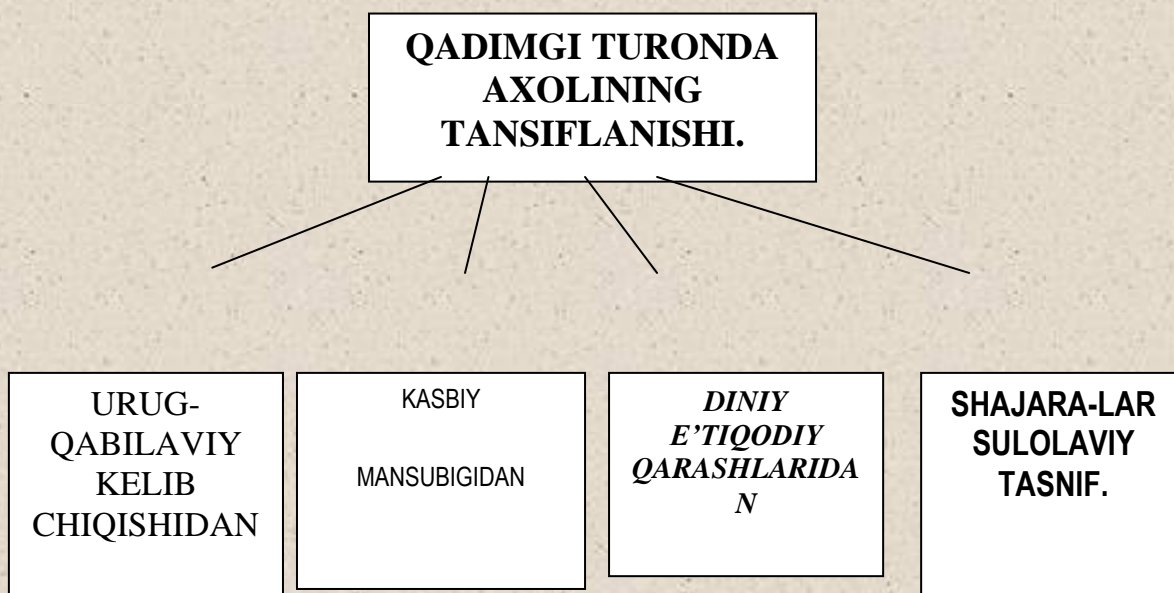 QADIMGI TURONDA
AXOLINING
TANSIFLANISHI.
URUG-
QABILAVIY
KELIB
CHIQISHIDAN
KASBIY
MANSUBIGIDAN
DINIY
E’TIQODIY
QARASHLARIDA
N
SHAJARA-LAR
SULOLAVIY
TASNIF.